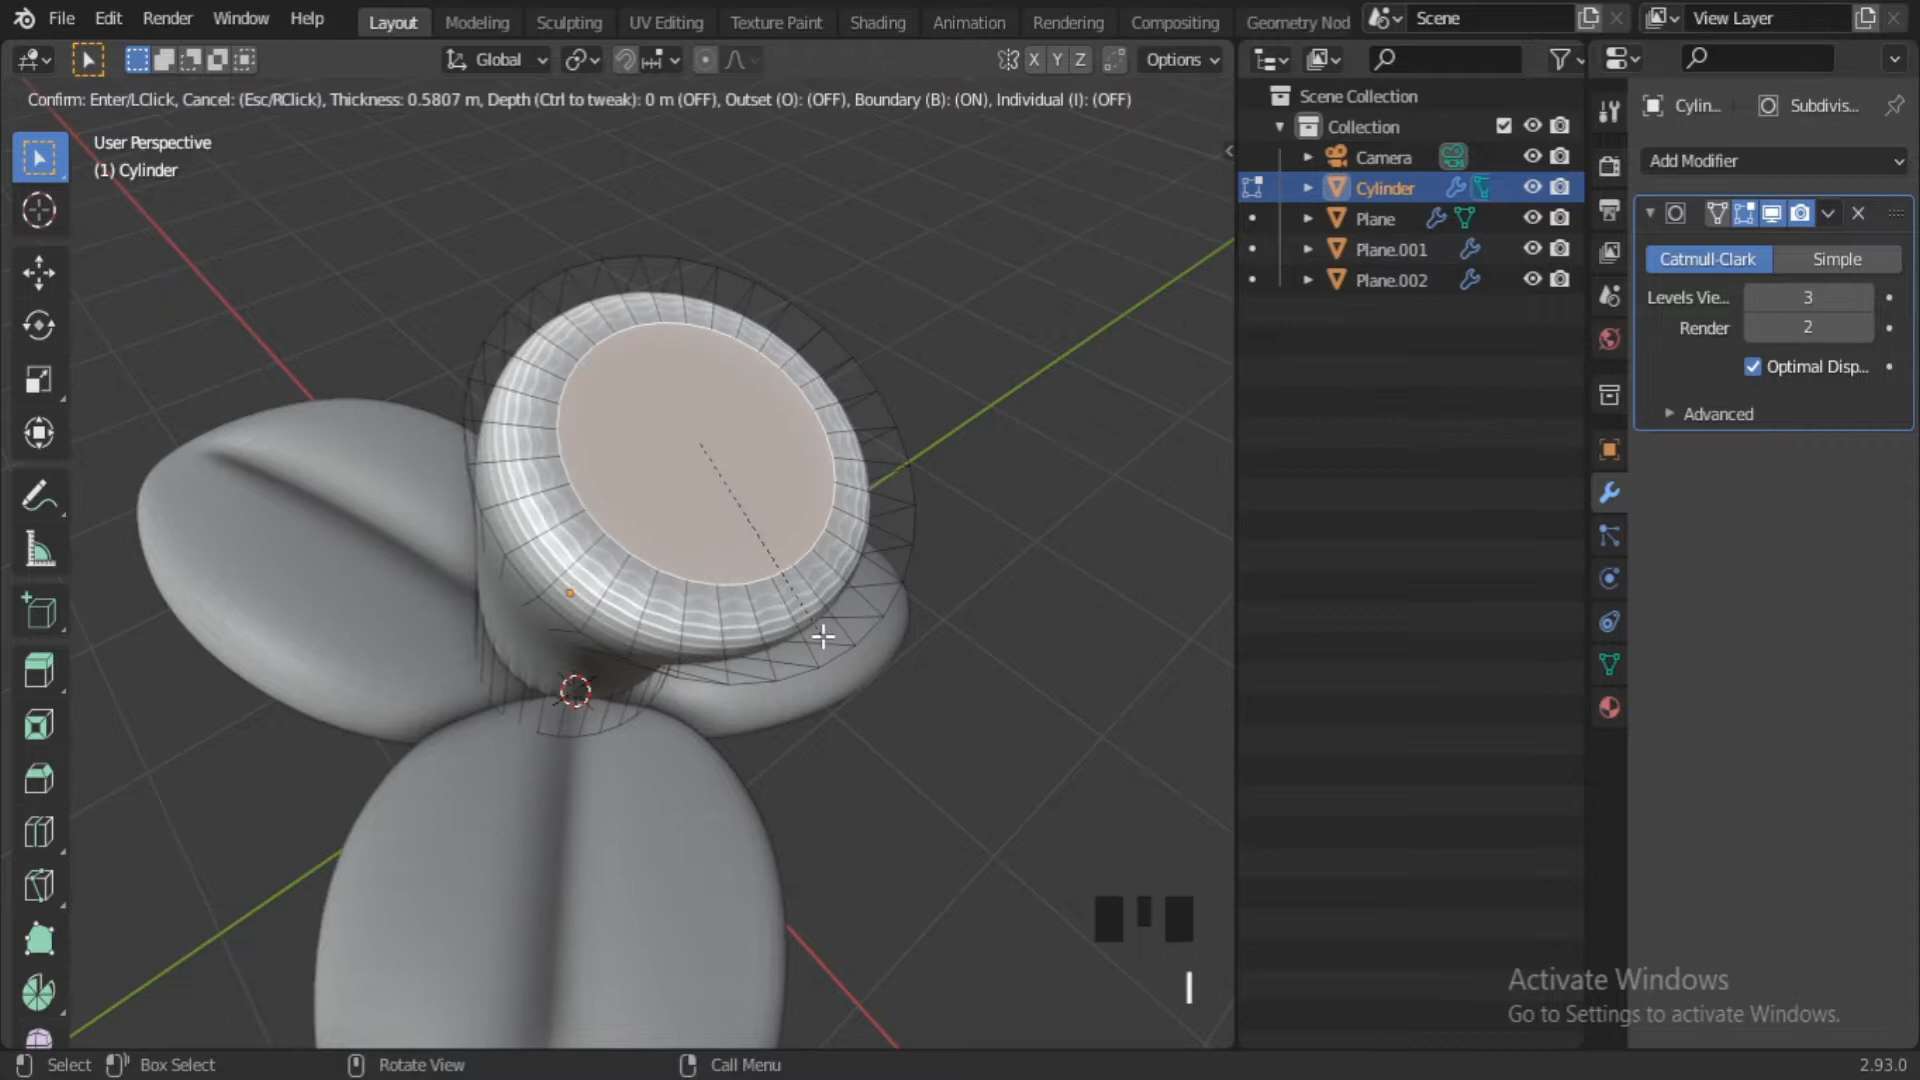 File Edit Render Window Help Layout Modeling Sculpting UV Editing Texture Paint Shading Animation Rendering Compositing Geometry Nod Scene View Layer
Global X Y Z Options
Confirm: Enter/LClick, Cancel: (Esc/RClick), Thickness: 0.5807 m, Depth (Ctrl to tweak): 0 m (OFF), Outset (O): (OFF), Boundary (B): (ON), Individual (I): (OFF)
User Perspective
(1) Cylinder
Scene Collection
Collection
Camera
Cylinder
Plane
Plane.001
Plane.002
Cylin... Subdivis...
Add Modifier
Catmull-Clark Simple
Levels Vie... 3
Render 2
Optimal Disp...
Advanced
I
Activate Windows
Go to Settings to activate Windows.
Select Box Select Rotate View Call Menu 2.93.0